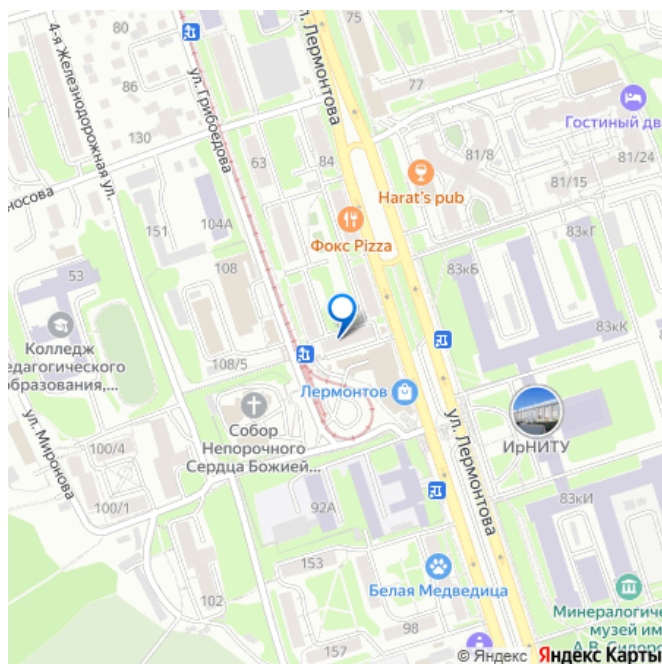 75
80
ул. Лермонтова
4-я Железнодорожная ул.
ул. Грибоедова
86
77
Гостиный дв
130
63
84
81/8
81/24
81/15
Harat's pub
носова
104А
151
Фокс Pizza
83кГ
108
83кБ
53
83кК
Колледж
едагогического
образования,...
108/5
Лермонтов
ул. Лермонтова
Собор
Непорочного
Сердца Божией...
ИрНИТУ
ул. Миронова
100/4
83кИ
100/1
92А
153
Белая Медведица
102
Минералогиче
музей им
А.В. Сидоро
98
157
© Яндекс Яндекс Карты